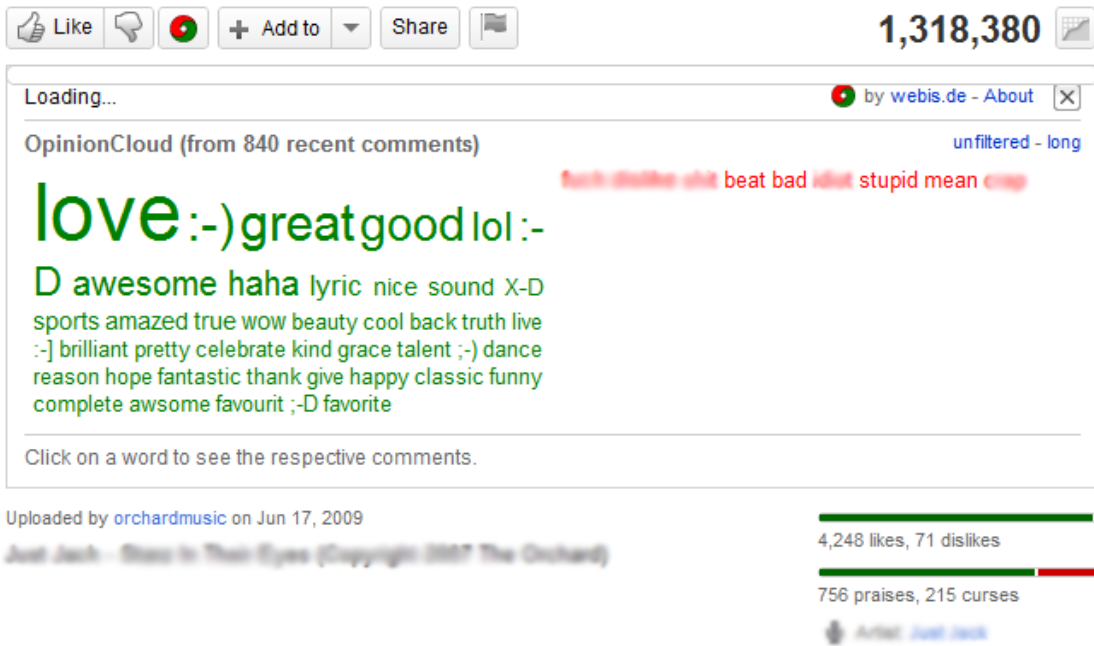 Like Add to Share 1,318,380
Loading... by webis.de - About
OpinionCloud (from 840 recent comments) unfiltered - long
beat bad stupid mean
love :-) great good lol :-
D awesome haha lyric nice sound X-D
sports amazed true wow beauty cool back truth live
:-] brilliant pretty celebrate kind grace talent ;-) dance
reason hope fantastic thank give happy classic funny
complete awsome favourit ;-D favorite
Click on a word to see the respective comments.
Uploaded by orchardmusic on Jun 17, 2009
4,248 likes, 71 dislikes
756 praises, 215 curses